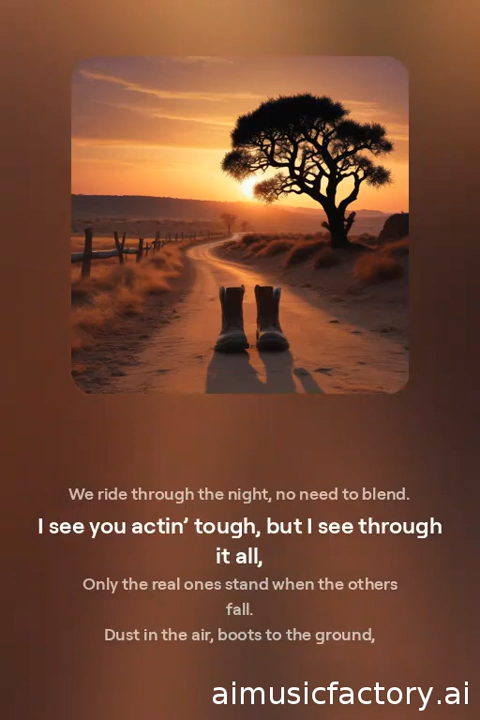 We ride through the night, no need to blend.
I see you actin’ tough, but I see through
it all,
Only the real ones stand when the others
fall.
Dust in the air, boots to the ground,
aimusicfactory.ai